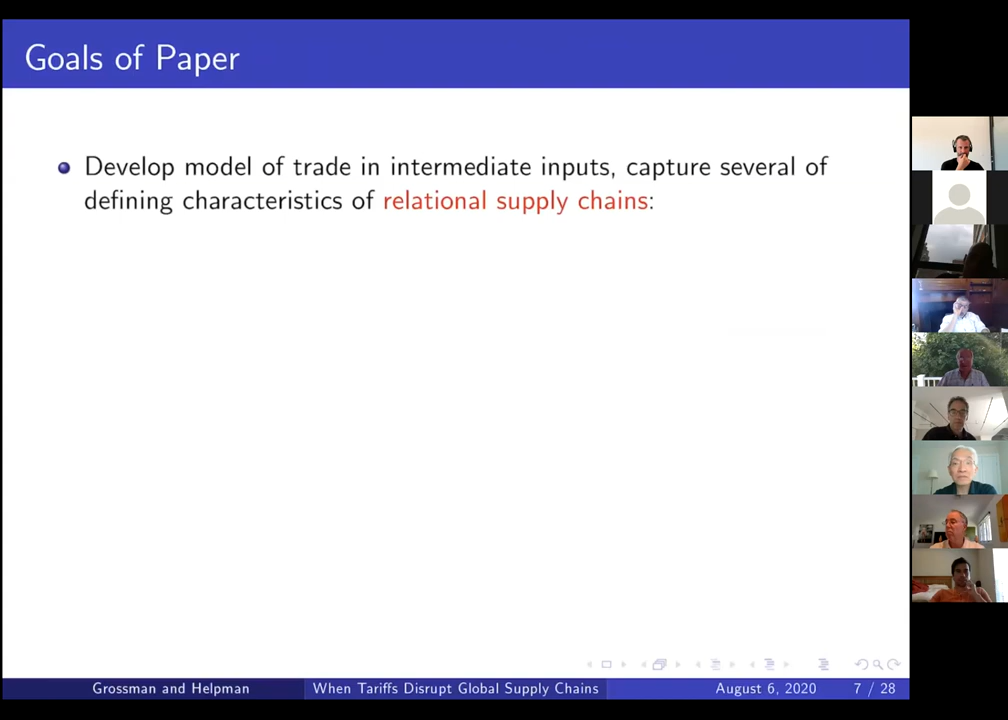 Goals of Paper
Develop model of trade in intermediate inputs, capture several of
defining characteristics of relational supply chains:
Grossman and Helpman When Tariffs Disrupt Global Supply Chains August 6, 2020 7 / 28